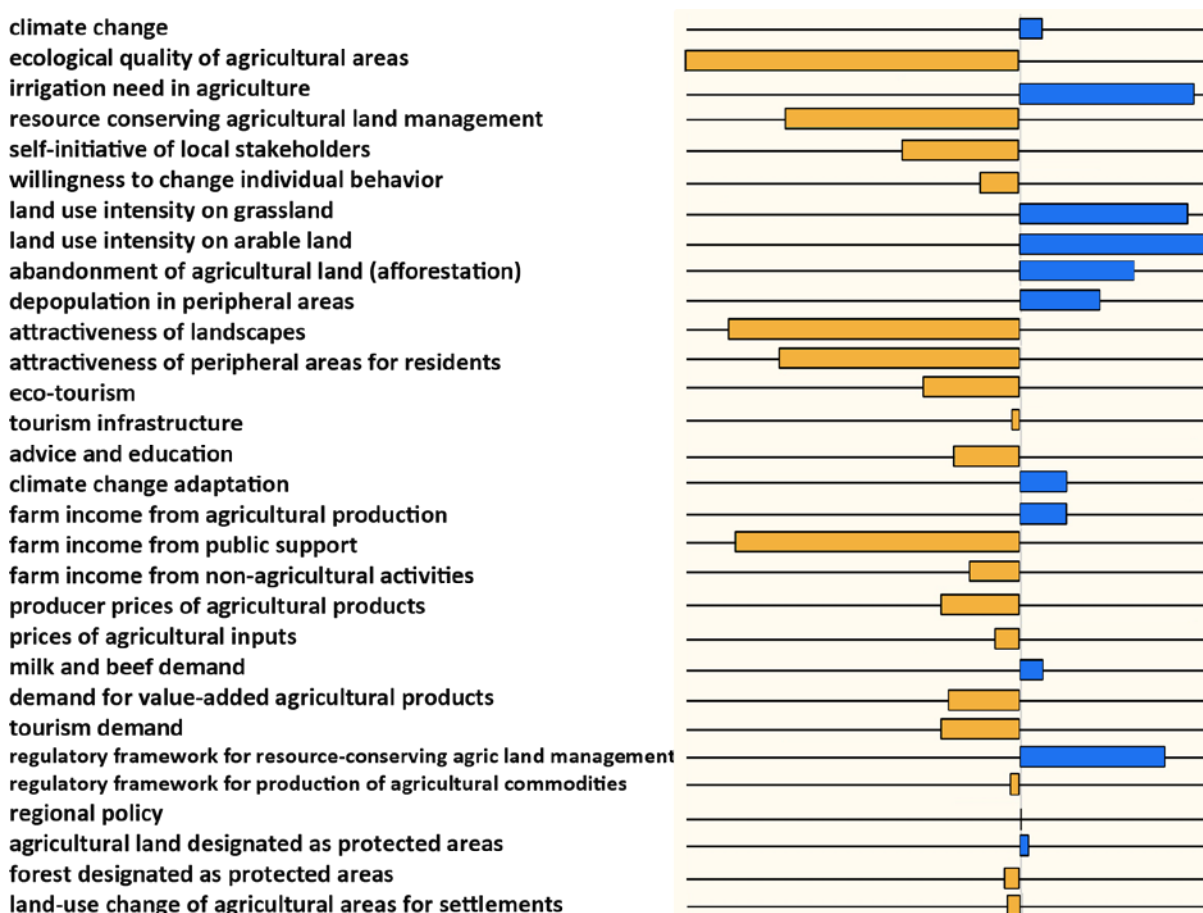 climate change
ecological quality of agricultural areas
irrigation need in agriculture
resource conserving agricultural land management
self-initiative of local stakeholders
willingness to change individual behavior
land use intensity on grassland
land use intensity on arable land
abandonment of agricultural land (afforestation)
depopulation in peripheral areas
attractiveness of landscapes
attractiveness of peripheral areas for residents
eco-tourism
tourism infrastructure
advice and education
climate change adaptation
farm income from agricultural production
farm income from public support
farm income from non-agricultural activities
producer prices of agricultural products
prices of agricultural inputs
milk and beef demand
demand for value-added agricultural products
tourism demand
regulatory framework for resource-conserving agric land management
regulatory framework for production of agricultural commodities
regional policy
agricultural land designated as protected areas
forest designated as protected areas
land-use change of agricultural areas for settlements